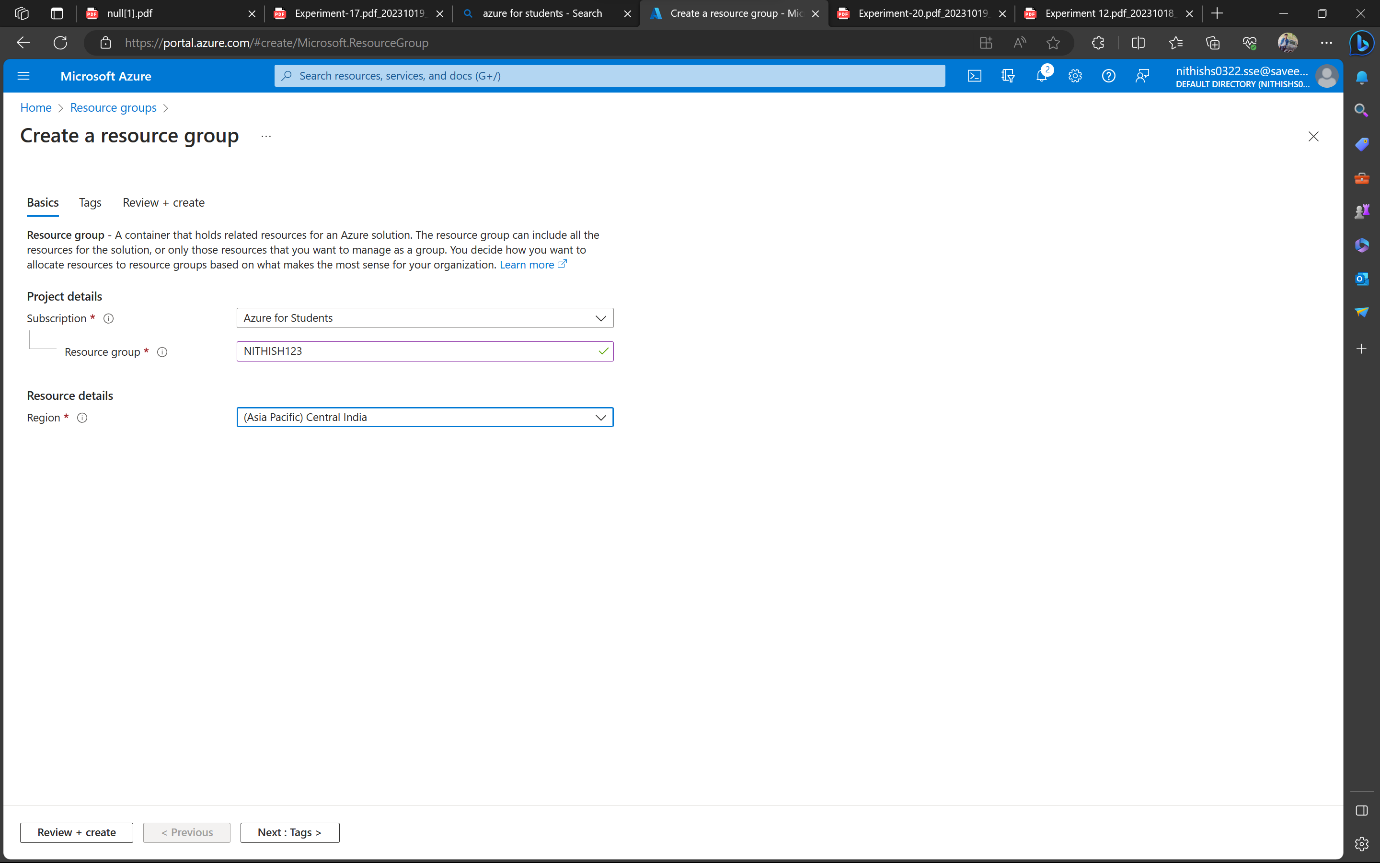 null[1].pdf
Experiment-17.pdf_20231019_
azure for students - Search
Create a resource group - Mic
Experiment-20.pdf_20231019_
Experiment 12.pdf_20231018_
https://portal.azure.com/#create/Microsoft.ResourceGroup
Microsoft Azure
Search resources, services, and docs (G+/)
2
nithishs0322.sse@savee...
DEFAULT DIRECTORY (NITHISHS0...
Home > Resource groups >
Create a resource group ...
Basics Tags Review + create
Resource group - A container that holds related resources for an Azure solution. The resource group can include all the
resources for the solution, or only those resources that you want to manage as a group. You decide how you want to
allocate resources to resource groups based on what makes the most sense for your organization. Learn more
Project details
Subscription * Azure for Students
Resource group * NITHISH123
Resource details
Region * (Asia Pacific) Central India
Review + create < Previous Next : Tags >